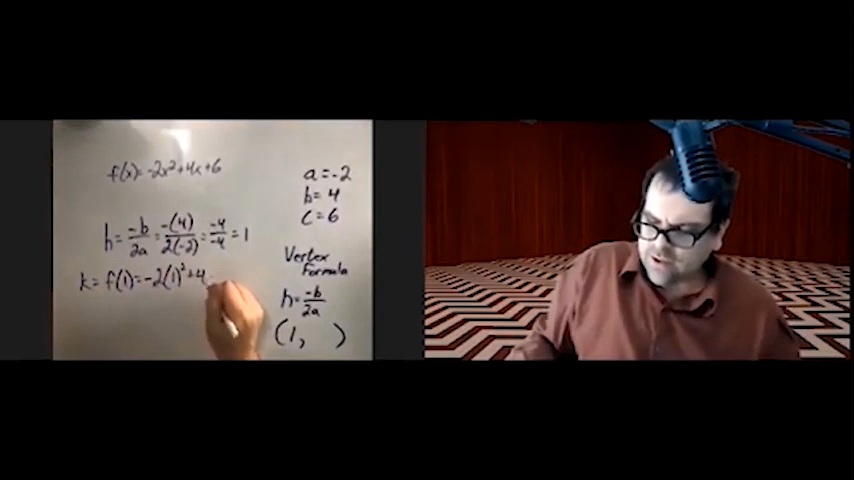 f(x)=-2x²+4x+6
a=-2
b=4
c=6
h=-b/2a=-(4)/2(-2)=-4/-4=1
k=f(1)=-2(1)²+4
Vertex
Formula
h=-b/2a
(1, )